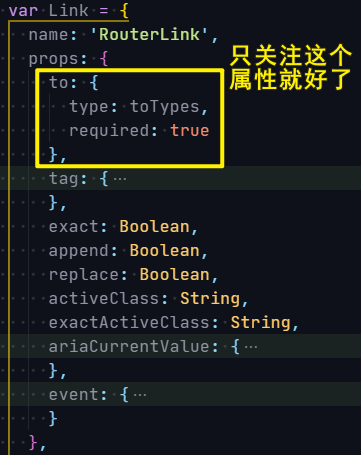 var Link = {
name: 'RouterLink',
props: {
to: {
type: toTypes,
required: true
},
只关注这个
属性就好了
tag: {…
},
exact: Boolean,
append: Boolean,
replace: Boolean,
activeClass: String,
exactActiveClass: String,
ariaCurrentValue: {…
},
event: {…
}
},